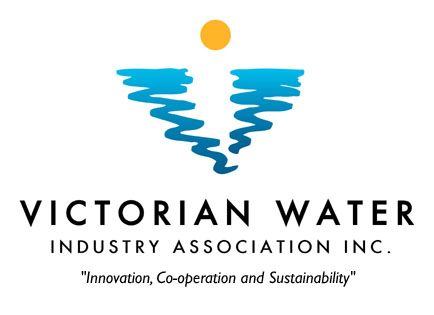 VICTORIAN WATER
INDUSTRY ASSOCIATION INC.
"Innovation, Co-operation and Sustainability"